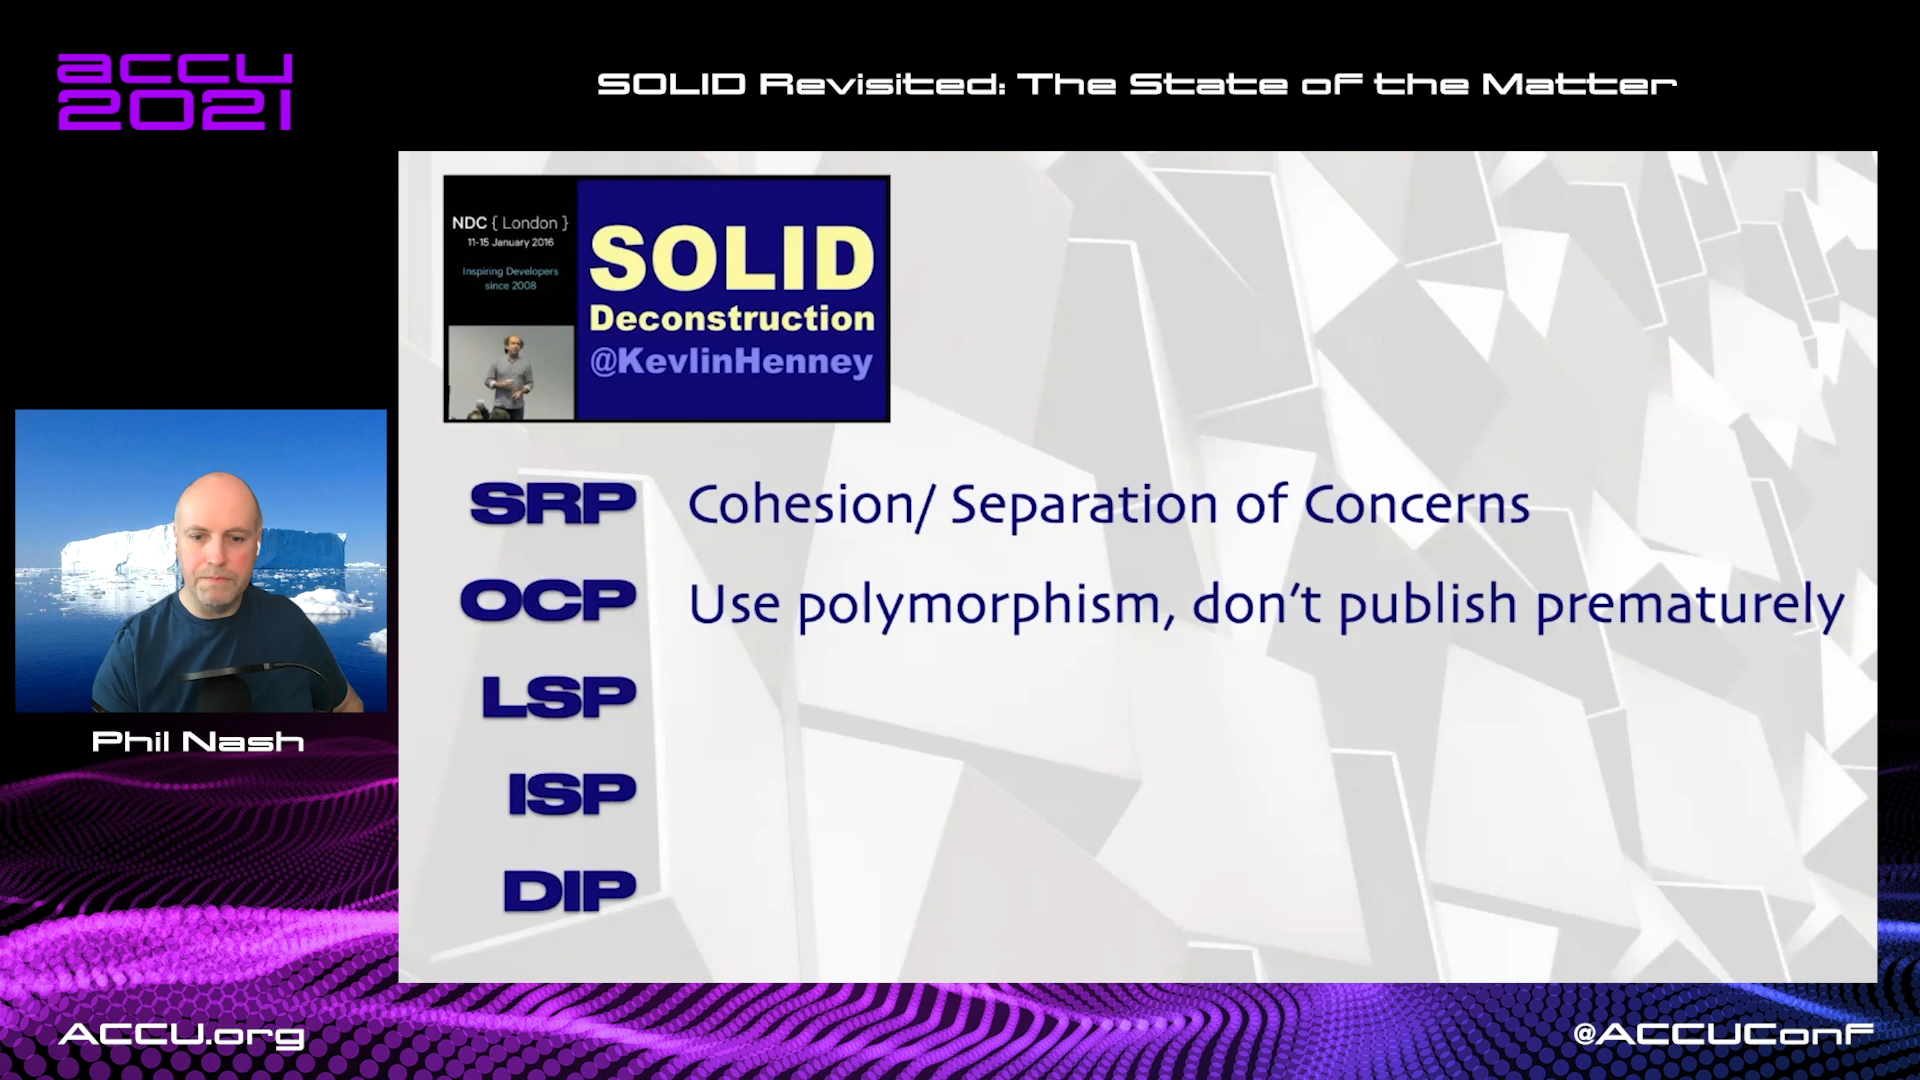 accu
2021
SOLID Revisited: The State of the Matter
NDC { London }
11-15 January 2016
Inspiring Developers
since 2008
SOLID
Deconstruction
@KevlinHenney
SRP Cohesion/ Separation of Concerns
OCP Use polymorphism, don't publish prematurely
LSP
ISP
DIP
Phil Nash
ACCU.org
@ACCUConf